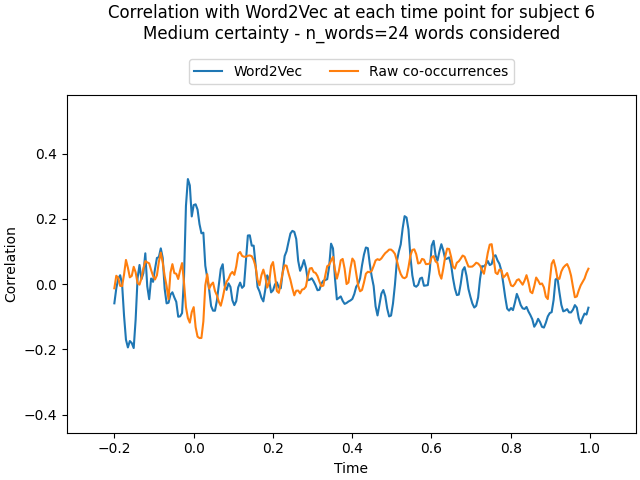 Correlation with Word2Vec at each time point for subject 6
Medium certainty - n_words=24 words considered
Word2Vec
Raw co-occurrences
Correlation
0.4
0.2
0.0
−0.2
−0.4
−0.2
0.0
0.2
0.4
0.6
0.8
1.0
Time